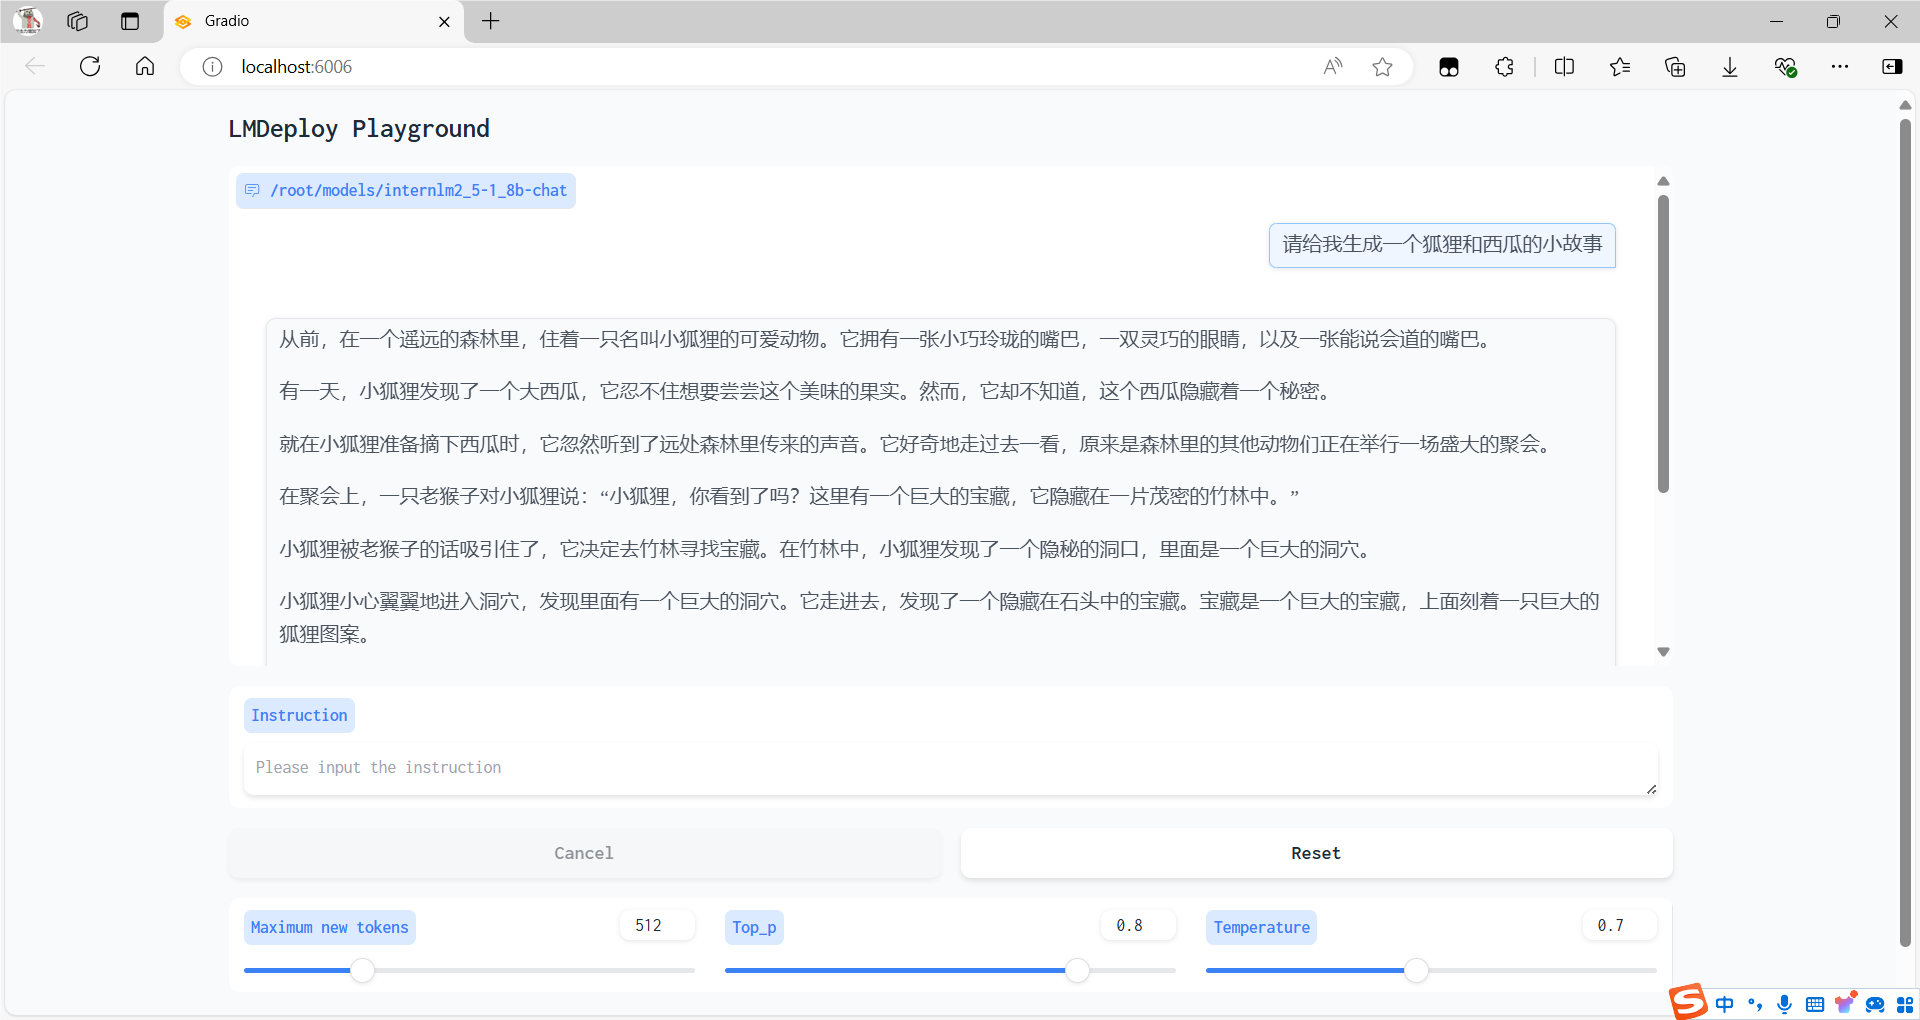 Gradio
localhost:6006
LMDeploy Playground
/root/models/internlm2_5-1_8b-chat
请给我生成一个狐狸和西瓜的小故事
从前，在一个遥远的森林里，住着一只名叫小狐狸的可爱动物。它拥有一张小巧玲珑的嘴巴，一双灵巧的眼睛，以及一张能说会道的嘴巴。
有一天，小狐狸发现了一个大西瓜，它忍不住想要尝尝这个美味的果实。然而，它却不知道，这个西瓜隐藏着一个秘密。
就在小狐狸准备摘下西瓜时，它忽然听到了远处森林里传来的声音。它好奇地走过去一看，原来是森林里的其他动物们正在举行一场盛大的聚会。
在聚会上，一只老猴子对小狐狸说：“小狐狸，你看到了吗？这里有一个巨大的宝藏，它隐藏在一片茂密的竹林中。”
小狐狸被老猴子的话吸引住了，它决定去竹林寻找宝藏。在竹林中，小狐狸发现了一个隐秘的洞口，里面是一个巨大的洞穴。
小狐狸小心翼翼地进入洞穴，发现里面有一个巨大的洞穴。它走进去，发现了一个隐藏在石头中的宝藏。宝藏是一个巨大的宝藏，上面刻着一只巨大的
狐狸图案。
Instruction
Please input the instruction
Cancel
Reset
Maximum new tokens
512
Top_p
0.8
Temperature
0.7
中